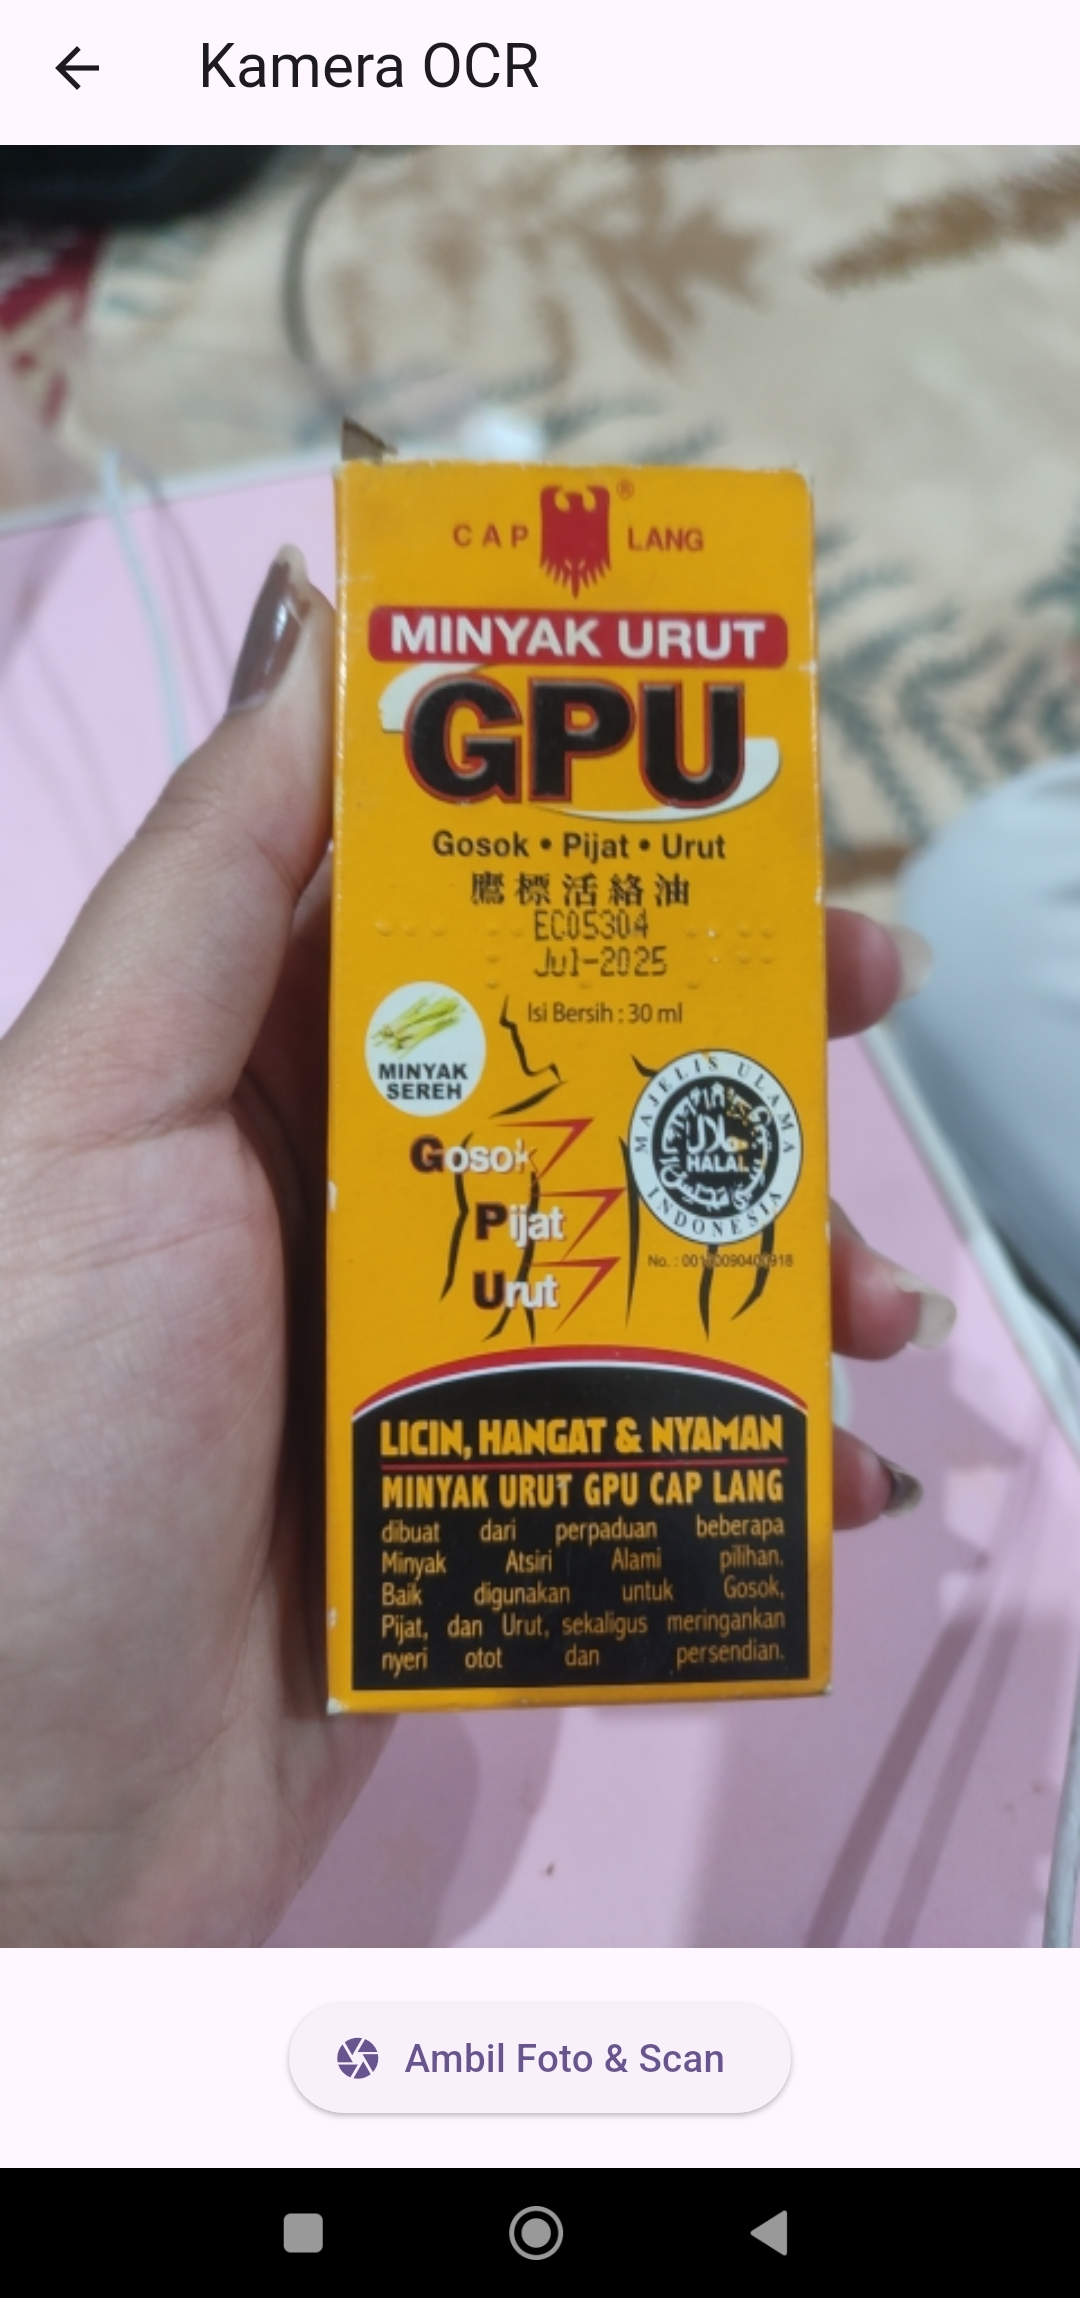 Kamera OCR
CAP LANG ®
MINYAK URUT
GPU
Gosok • Pijat • Urut
鷹標活絡油
EC05304
Jul-2025
Isi Bersih : 30 ml
MINYAK
SEREH
MAJELIS ULAMA
حلال
HALAL
INDONESIA
Gosok
Pijat
Urut
LICIN, HANGAT & NYAMAN
MINYAK URUT GPU CAP LANG
dibuat dari perpaduan beberapa
Minyak Atsiri Alami pilihan.
Baik digunakan untuk Gosok,
Pijat, dan Urut, sekaligus meringankan
nyeri otot dan persendian.
Ambil Foto & Scan